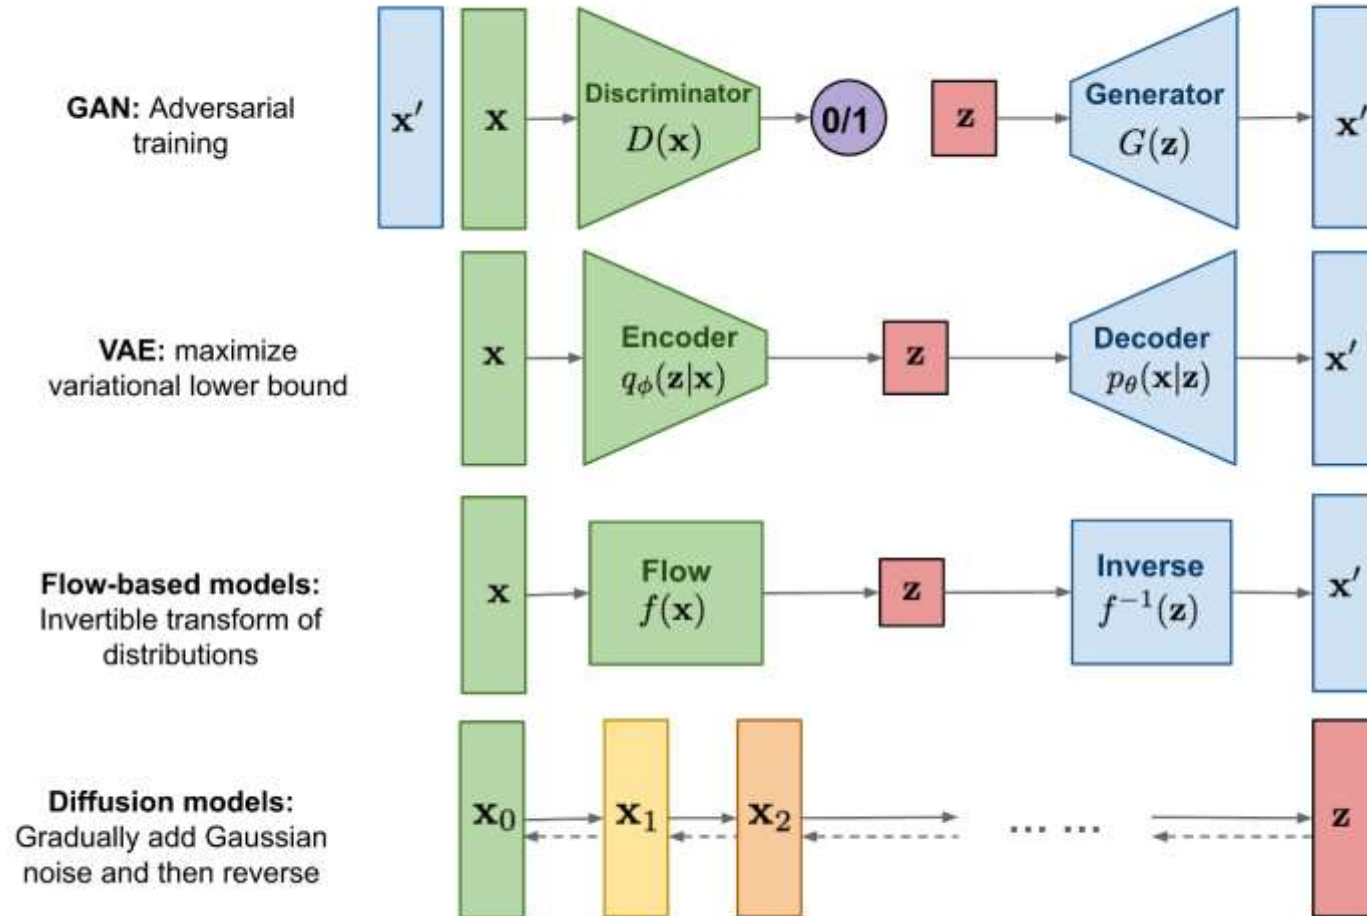 GAN: Adversarial
training
x′
x
Discriminator
D(x)
0/1
z
Generator
G(z)
x′
VAE: maximize
variational lower bound
x
Encoder
qϕ(z|x)
z
Decoder
pθ(x|z)
x′
Flow-based models:
Invertible transform of
distributions
x
Flow
f(x)
z
Inverse
f⁻¹(z)
x′
Diffusion models:
Gradually add Gaussian
noise and then reverse
x₀
x₁
x₂
... ...
z